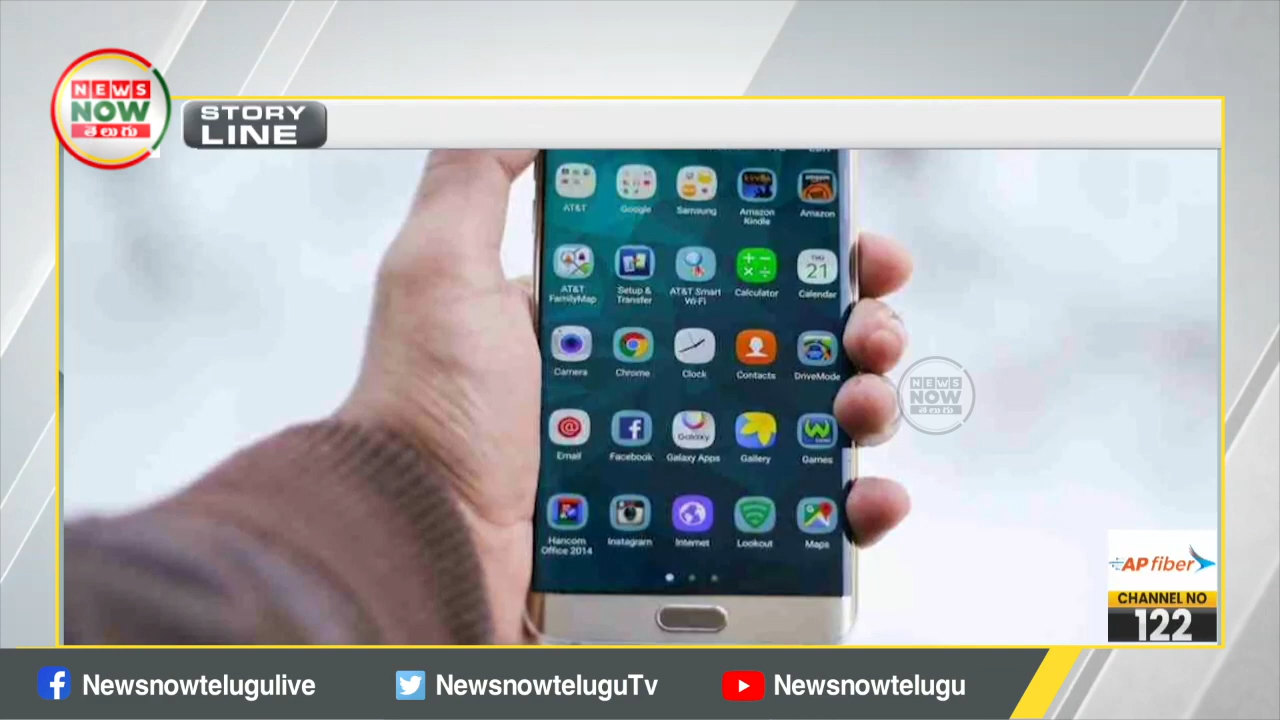 NEWS
NOW
తెలుగు
STORY
LINE
AT&T
Google
Samsung
Amazon
Kindle
Amazon
AT&T
FamilyMap
Setup &
Transfer
AT&T Smart
Wi-Fi
Calculator
THU
21
Calendar
Camera
Chrome
Clock
Contacts
DriveMode
Email
Facebook
Galaxy
Galaxy Apps
Gallery
Games
Hancom
Office 2014
Instagram
Internet
Lookout
Maps
NEWS
NOW
తెలుగు
AP fiber
CHANNEL NO
122
Newsnowtelugulive
NewsnowteluguTv
Newsnowtelugu